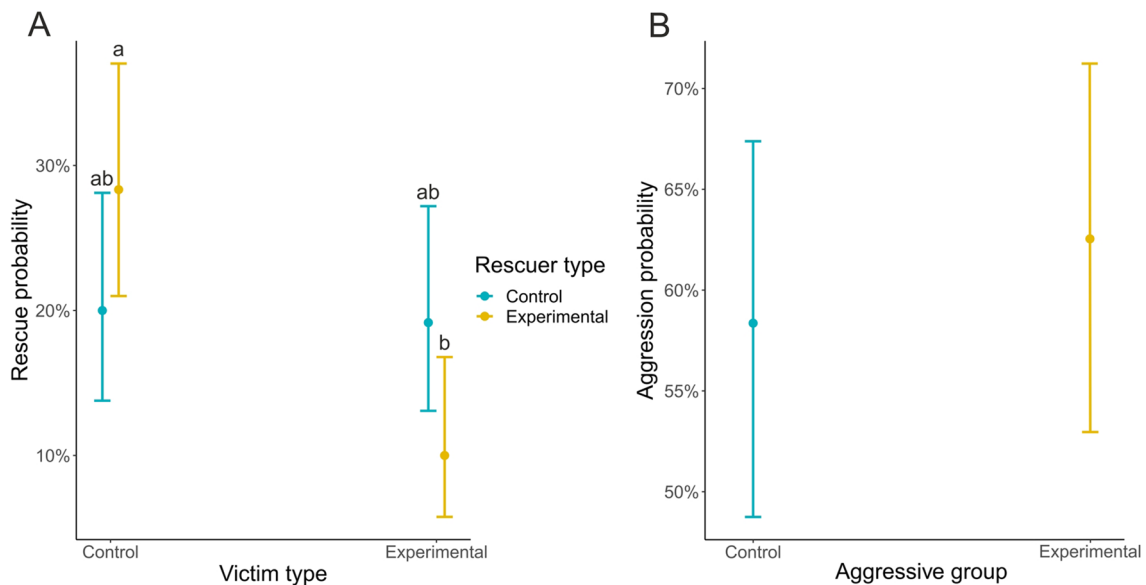 A
a
ab
ab
b
30%
20%
10%
Rescue probability
Control
Experimental
Victim type
Rescuer type
Control
Experimental
B
70%
65%
60%
55%
50%
Aggression probability
Control
Experimental
Aggressive group